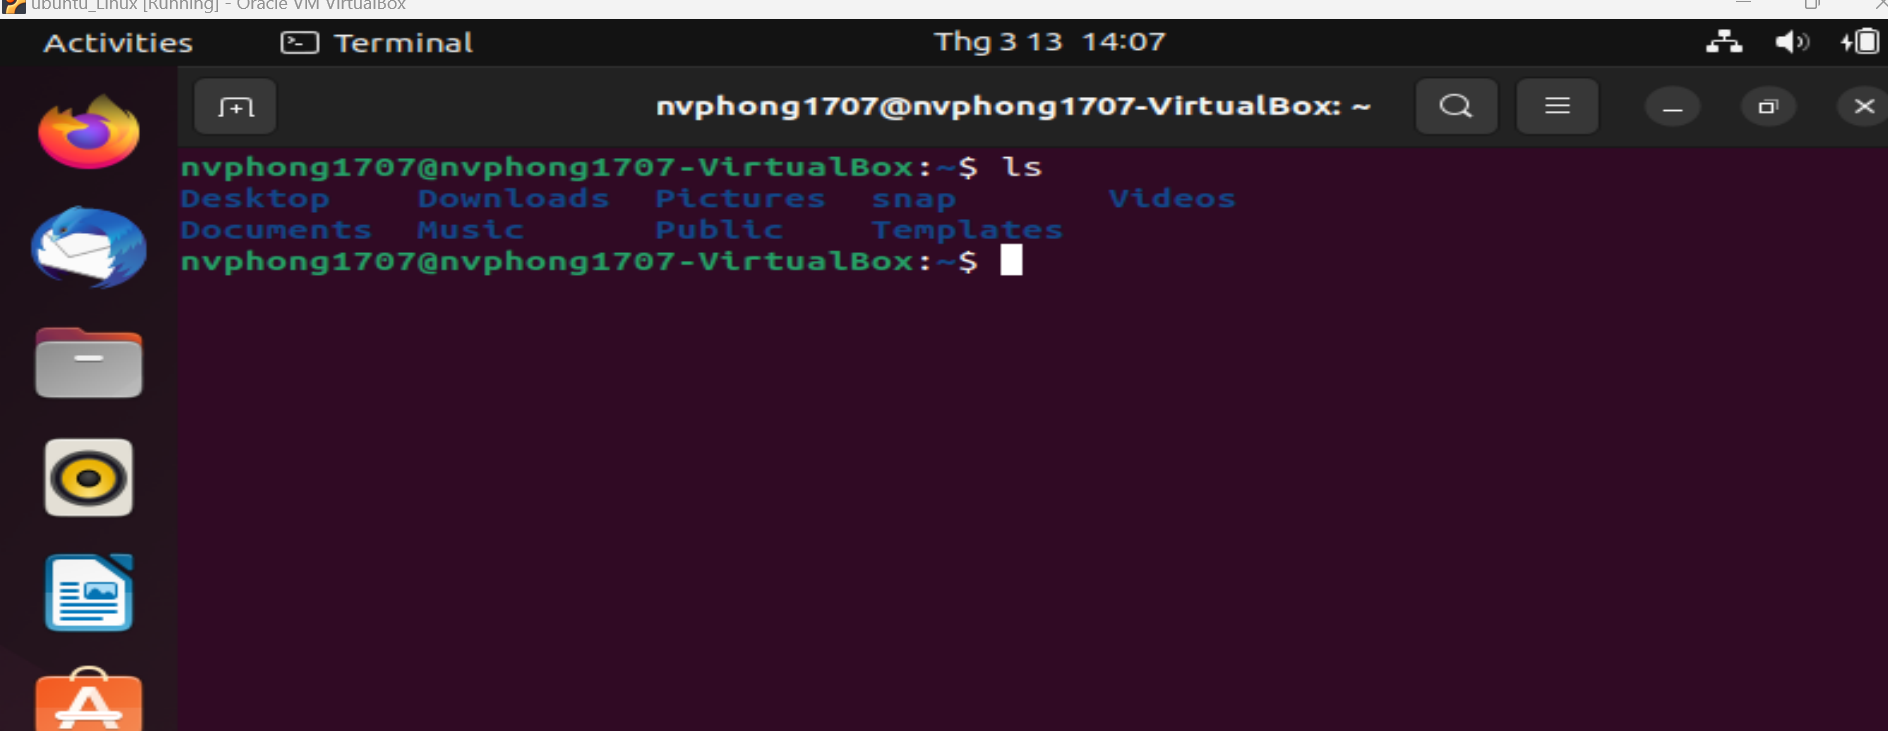 ubuntu_Linux [Running] - Oracle VM VirtualBox
Activities Terminal Thg 3 13 14:07
nvphong1707@nvphong1707-VirtualBox: ~
nvphong1707@nvphong1707-VirtualBox:~$ ls
Desktop Downloads Pictures snap Videos
Documents Music Public Templates
nvphong1707@nvphong1707-VirtualBox:~$